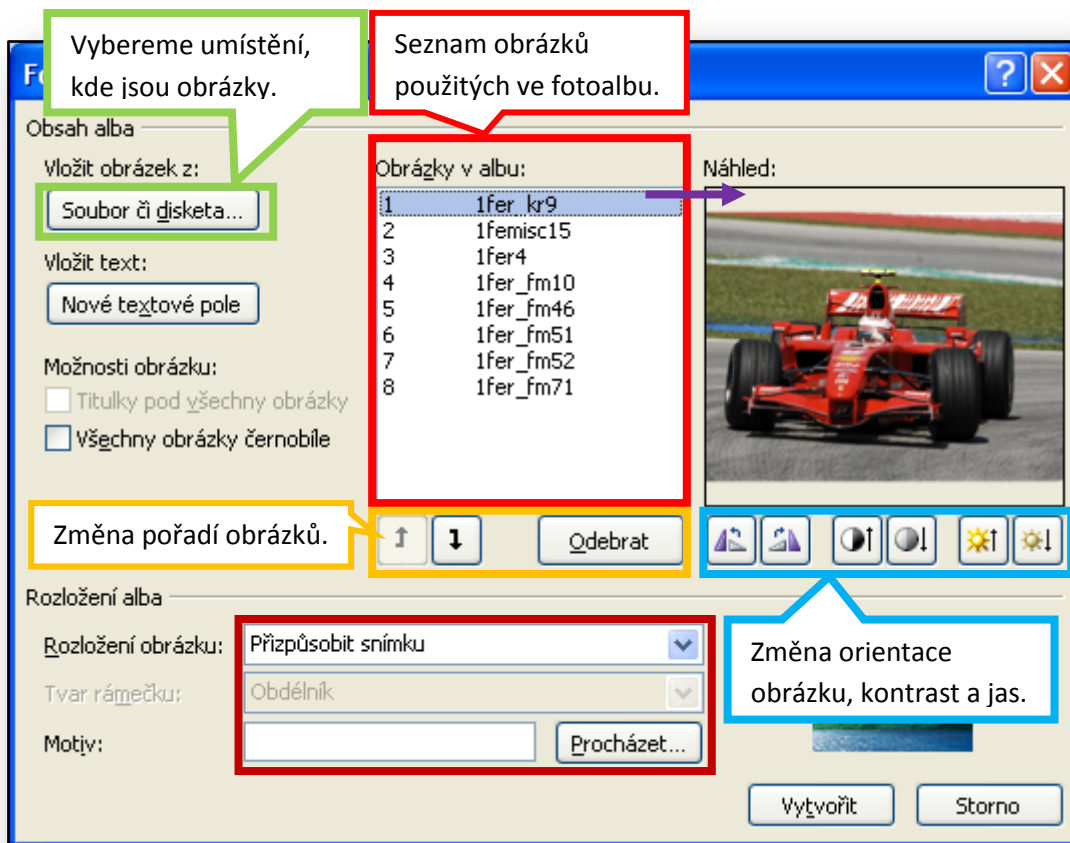 Vybereme umístění,
kde jsou obrázky.
Seznam obrázků
použitých ve fotoalbu.
Obsah alba
Vložit obrázek z:
Soubor či disketa...
Vložit text:
Nové textové pole
Možnosti obrázku:
Titulky pod všechny obrázky
Všechny obrázky černobíle
Obrázky v albu:
1 1fer_kr9
2 1femisc15
3 1fer4
4 1fer_fm10
5 1fer_fm46
6 1fer_fm51
7 1fer_fm52
8 1fer_fm71
Náhled:
Změna pořadí obrázků.
Odebrat
Rozložení alba
Rozložení obrázku:
Přizpůsobit snímku
Tvar rámečku:
Obdélník
Motiv:
Procházet...
Změna orientace
obrázku, kontrast a jas.
Vytvořit
Storno